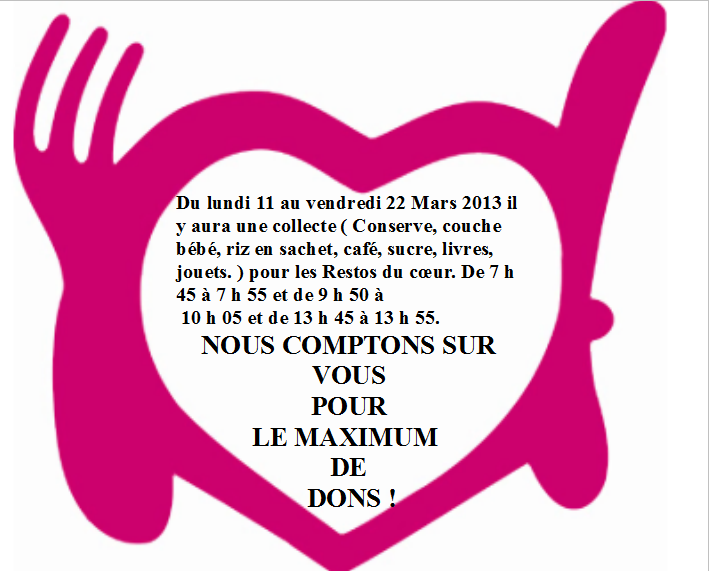 Du lundi 11 au vendredi 22 Mars 2013 il
y aura une collecte ( Conserve, couche
bébé, riz en sachet, café, sucre, livres,
jouets. ) pour les Restos du cœur. De 7 h
45 à 7 h 55 et de 9 h 50 à
10 h 05 et de 13 h 45 à 13 h 55.
NOUS COMPTONS SUR
VOUS
POUR
LE MAXIMUM
DE
DONS !